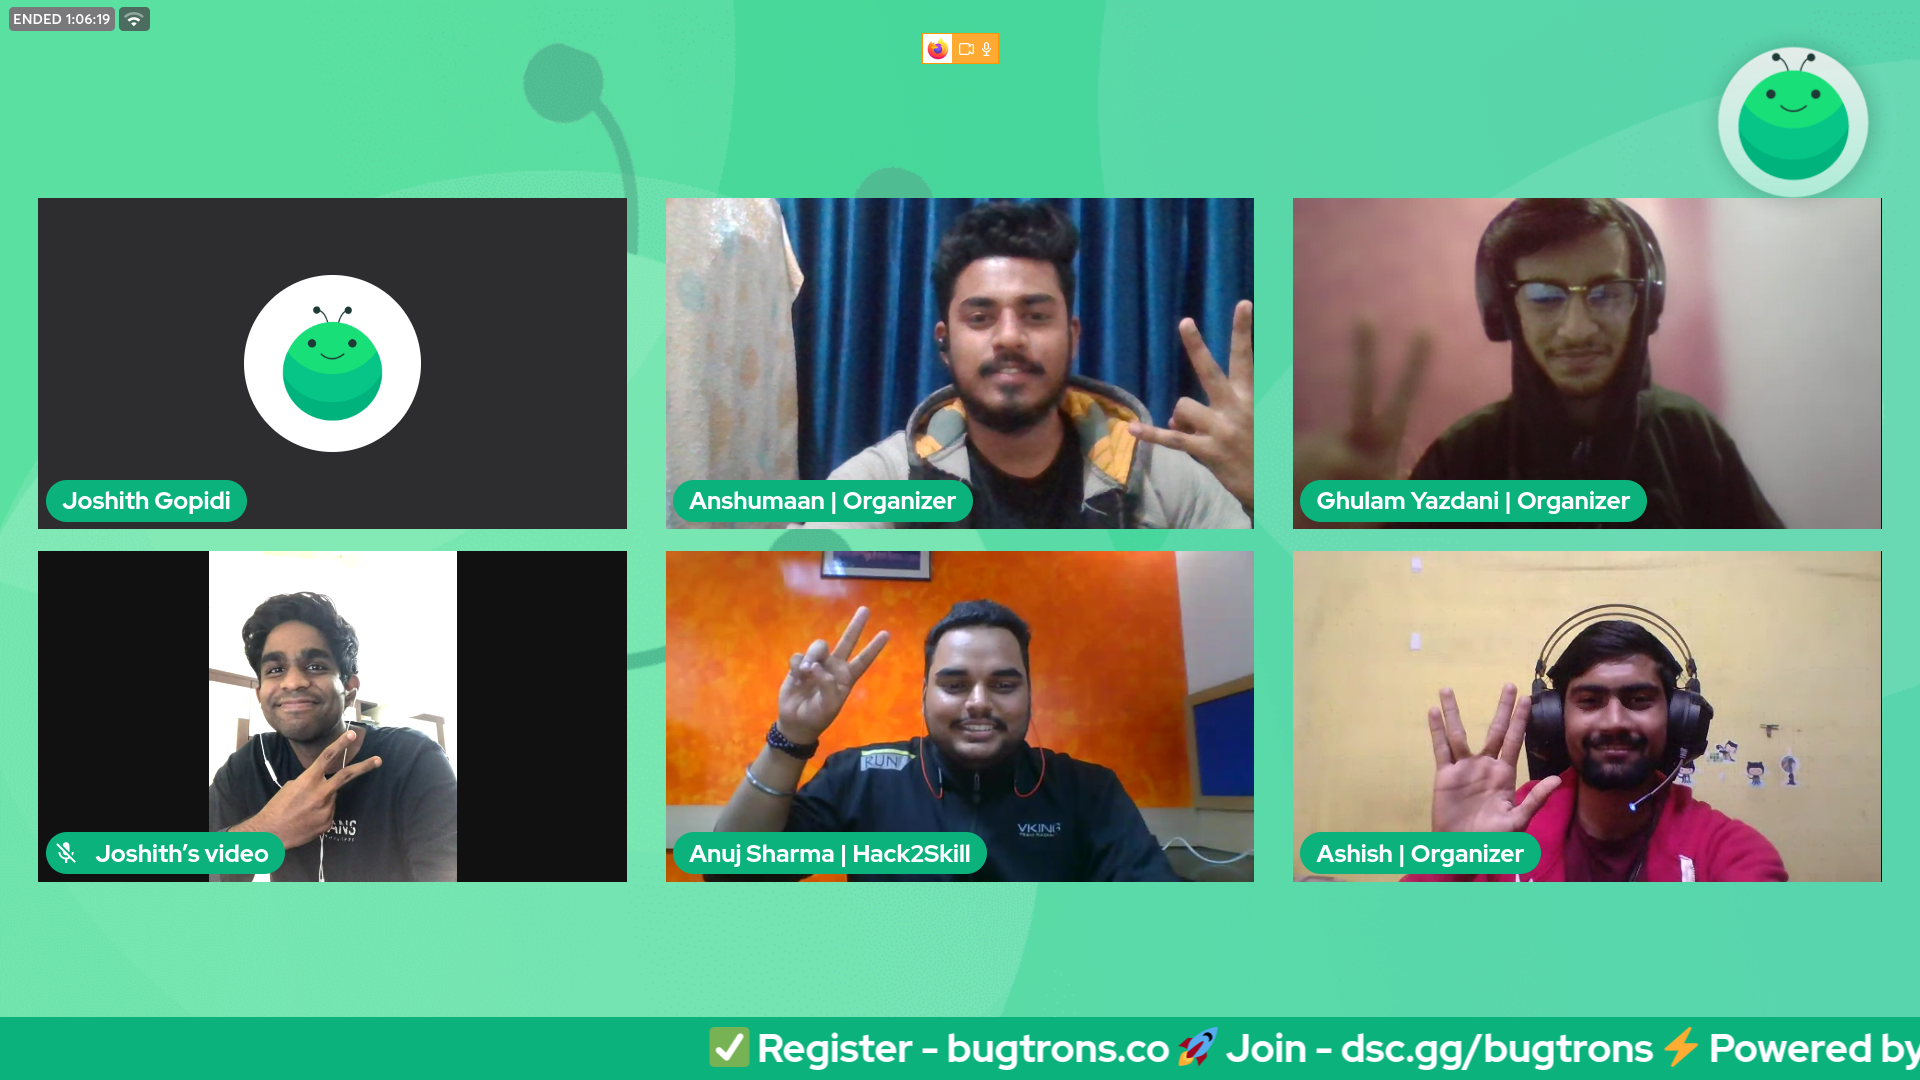 ENDED 1:06:19
Joshith Gopidi
Anshumaan | Organizer
Ghulam Yazdani | Organizer
RUN
VKING
Joshith’s video
Anuj Sharma | Hack2Skill
Ashish | Organizer
✅ Register - bugtrons.co 🚀 Join - dsc.gg/bugtrons ⚡ Powered by